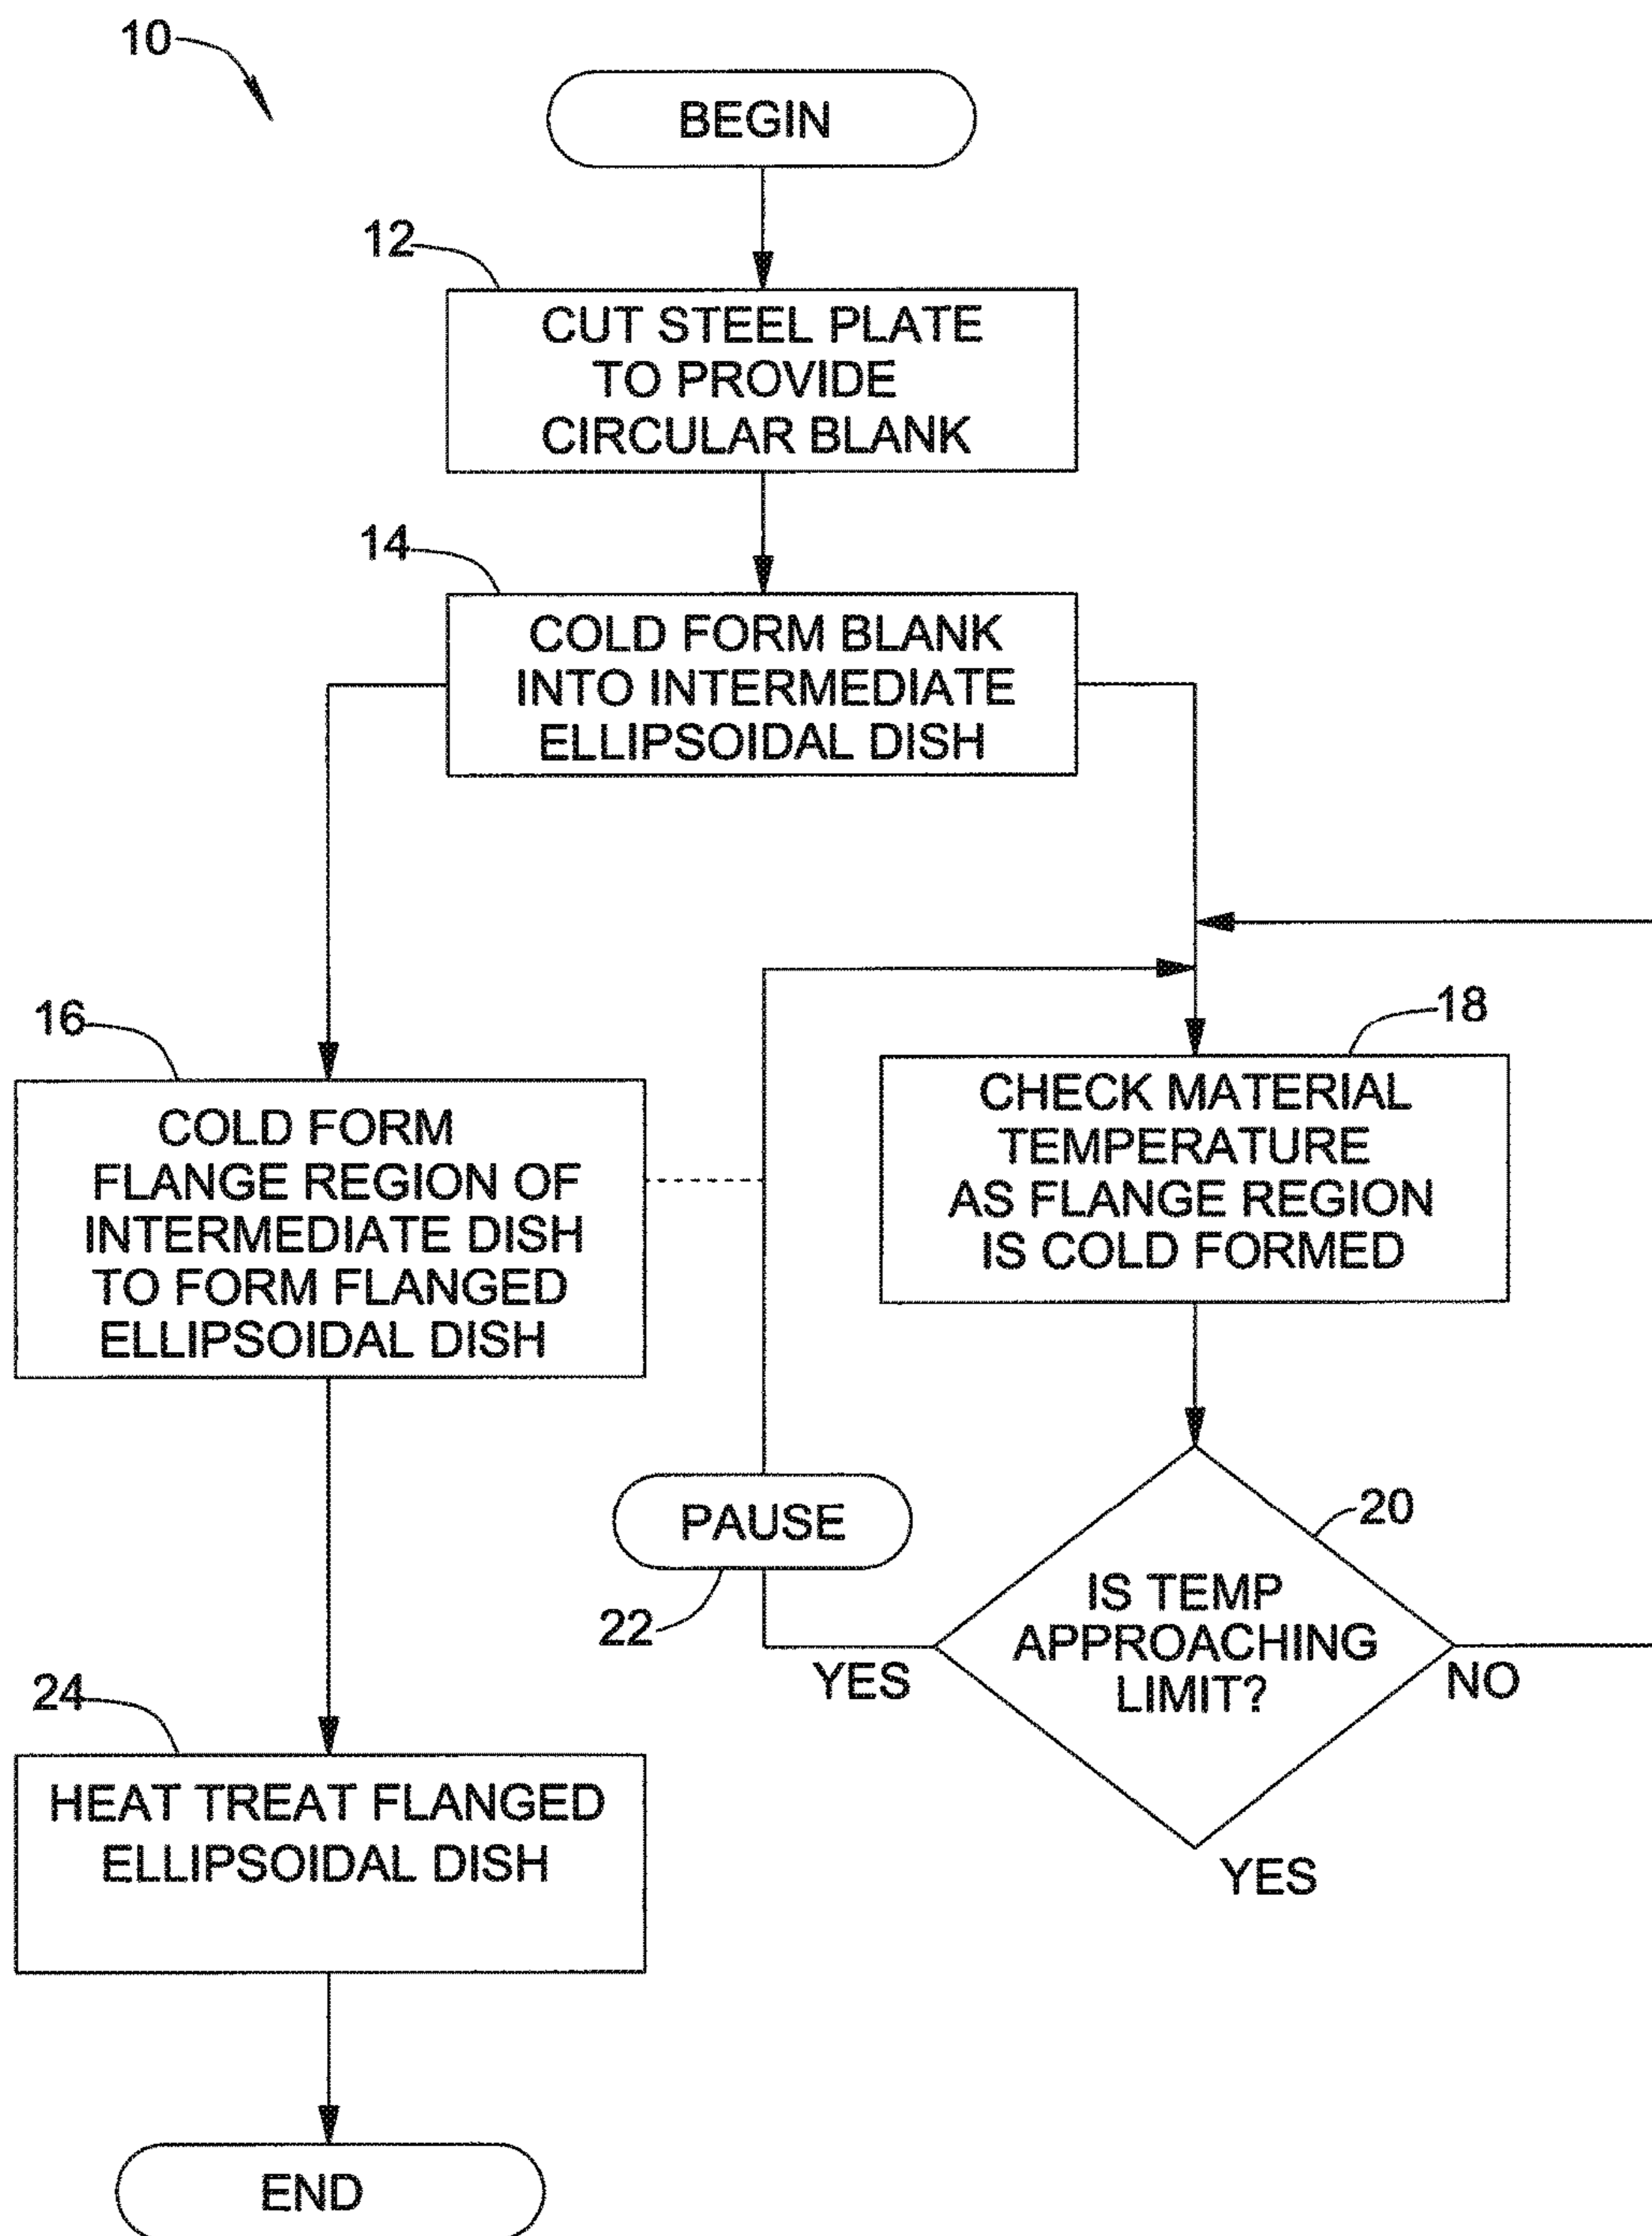 10
BEGIN
12
CUT STEEL PLATE
TO PROVIDE
CIRCULAR BLANK
14
COLD FORM BLANK
INTO INTERMEDIATE
ELLIPSOIDAL DISH
16
COLD FORM
FLANGE REGION OF
INTERMEDIATE DISH
TO FORM FLANGED
ELLIPSOIDAL DISH
18
CHECK MATERIAL
TEMPERATURE
AS FLANGE REGION
IS COLD FORMED
20
IS TEMP
APPROACHING
LIMIT?
YES
NO
YES
PAUSE
22
24
HEAT TREAT FLANGED
ELLIPSOIDAL DISH
END